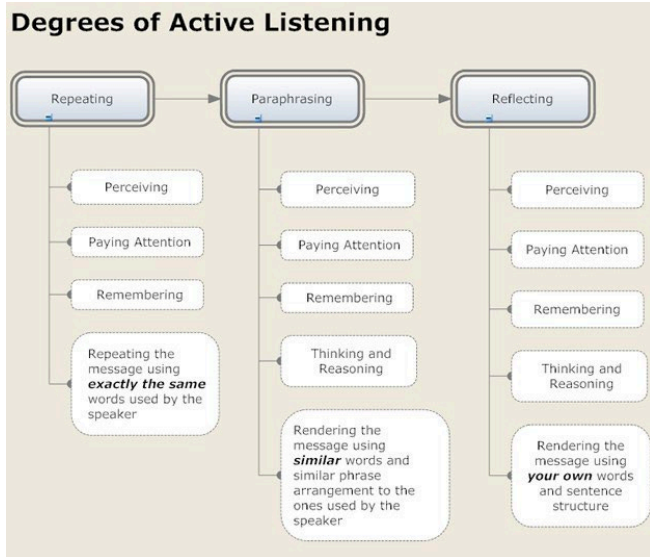 Degrees of Active Listening
Repeating
Paraphrasing
Reflecting
Perceiving
Paying Attention
Remembering
Repeating the
message using
exactly the same
words used by the
speaker
Perceiving
Paying Attention
Remembering
Thinking and
Reasoning
Rendering the
message using
similar words and
similar phrase
arrangement to the
ones used by the
speaker
Perceiving
Paying Attention
Remembering
Thinking and
Reasoning
Rendering the
message using
your own words
and sentence
structure